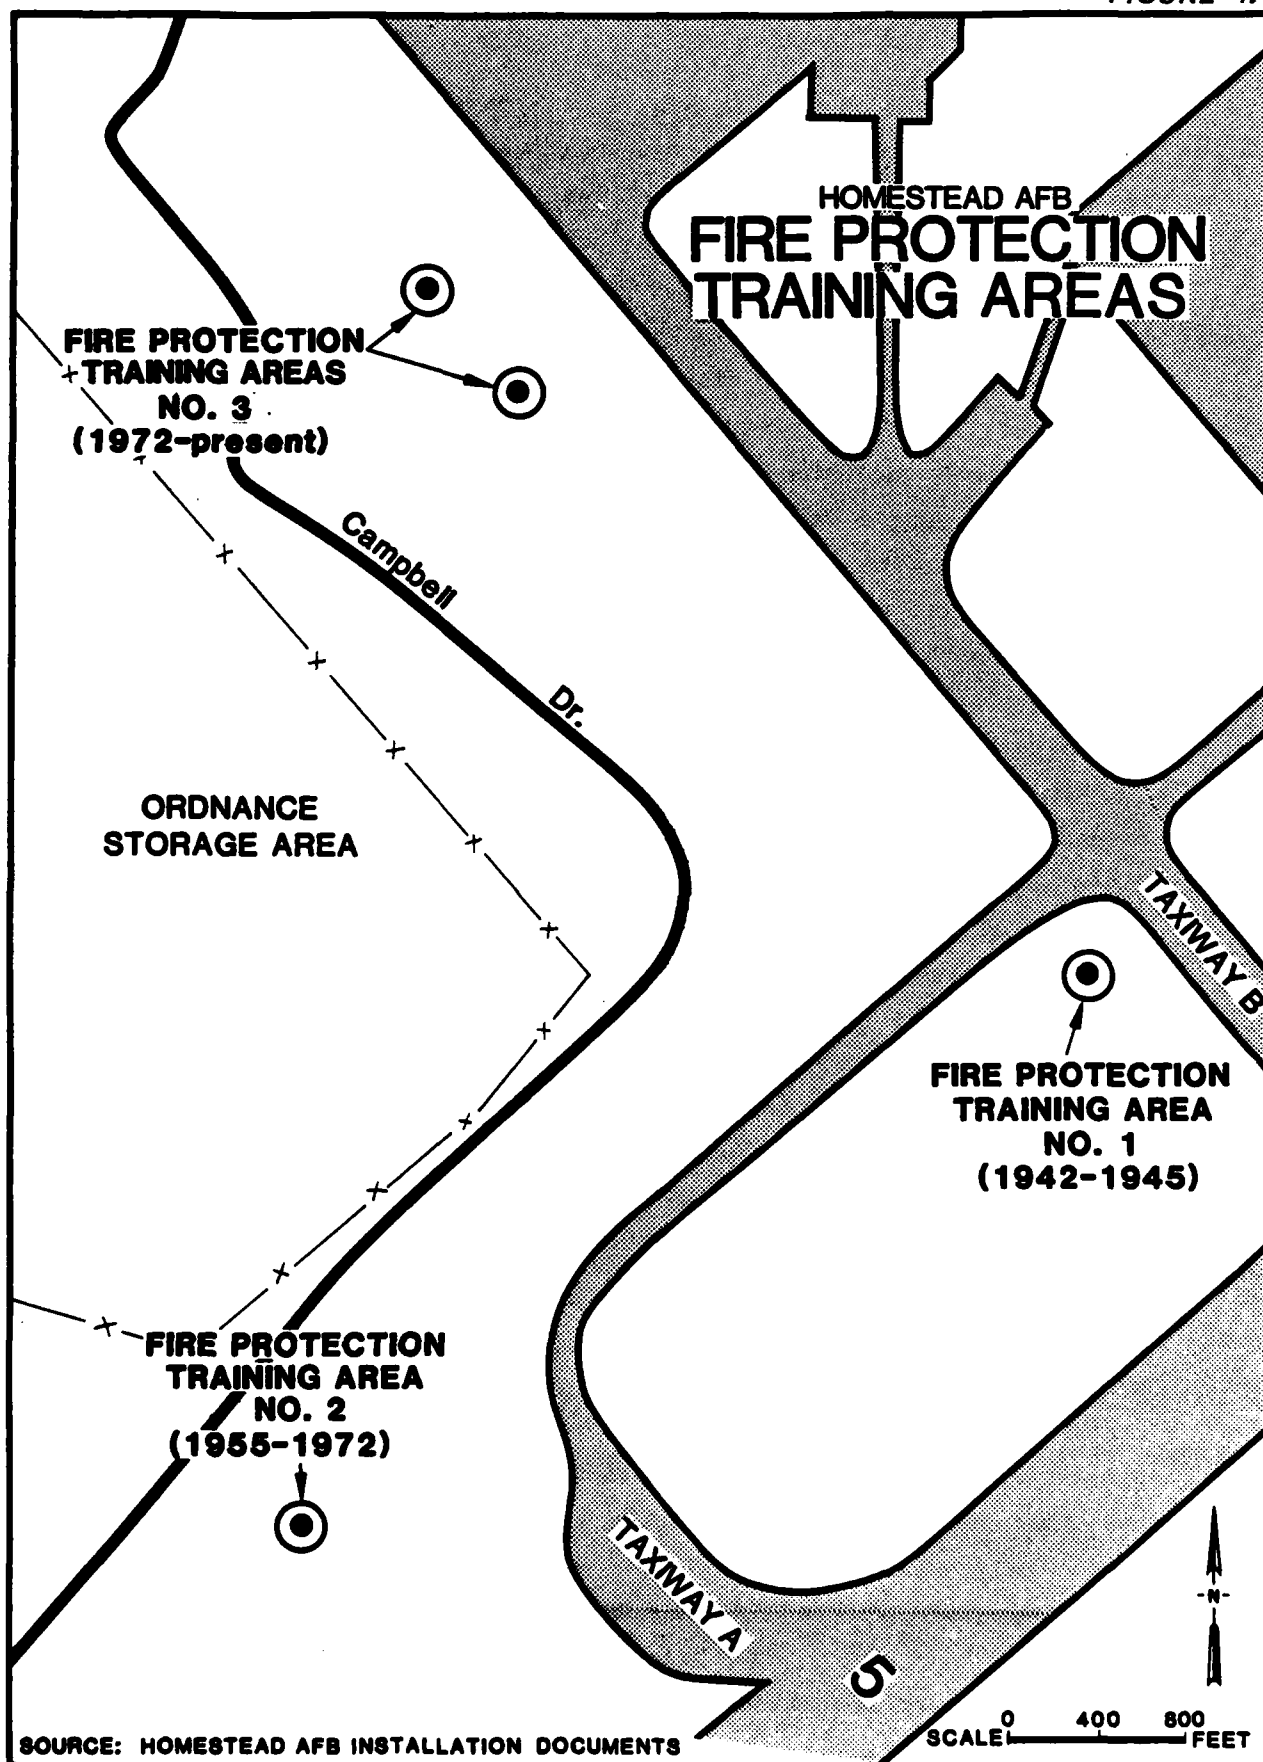 HOMESTEAD AFB
FIRE PROTECTION
TRAINING AREAS
FIRE PROTECTION
TRAINING AREAS
NO. 3
(1972-present)
Campbell
Dr.
ORDNANCE
STORAGE AREA
TAXIWAY B
FIRE PROTECTION
TRAINING AREA
NO. 1
(1942-1945)
FIRE PROTECTION
TRAINING AREA
NO. 2
(1955-1972)
TAXIWAY A
5
-N-
0 400 800
SCALE FEET
SOURCE: HOMESTEAD AFB INSTALLATION DOCUMENTS